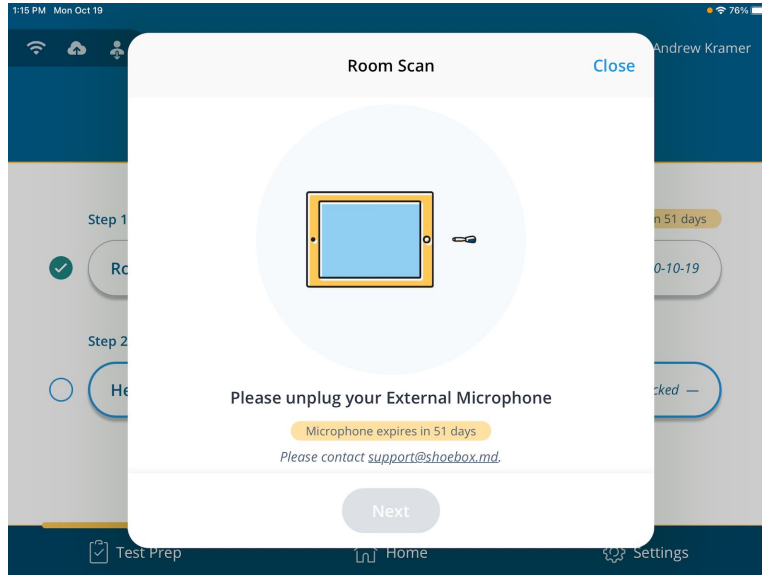 1:15 PM Mon Oct 19
76%
Andrew Kramer
Room Scan
Close
Step 1
n 51 days
Ro
0-10-19
Step 2
He
cked —
Please unplug your External Microphone
Microphone expires in 51 days
Please contact support@shoebox.md.
Next
Test Prep
Home
Settings